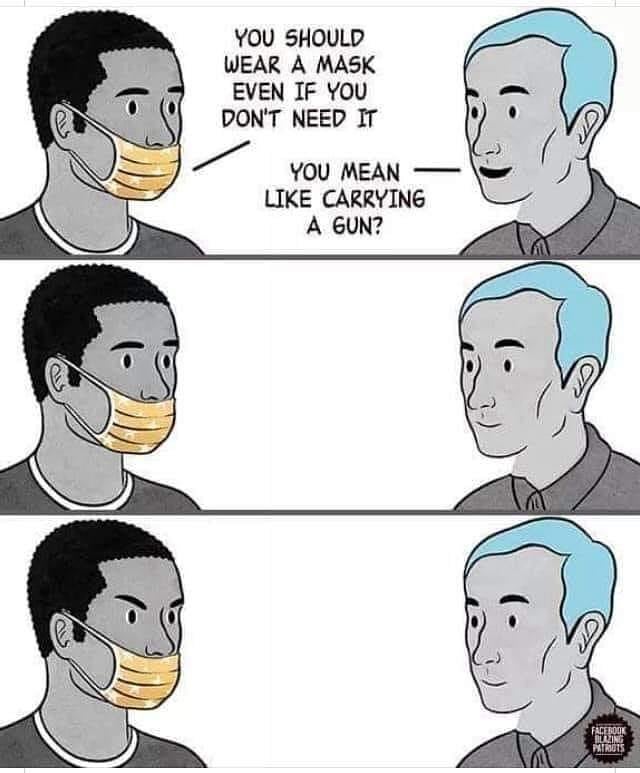 YOU SHOULD
WEAR A MASK
EVEN IF YOU
DON'T NEED IT
YOU MEAN
LIKE CARRYING
A GUN?
FACEBOOK
BLAZING
PATRIOTS